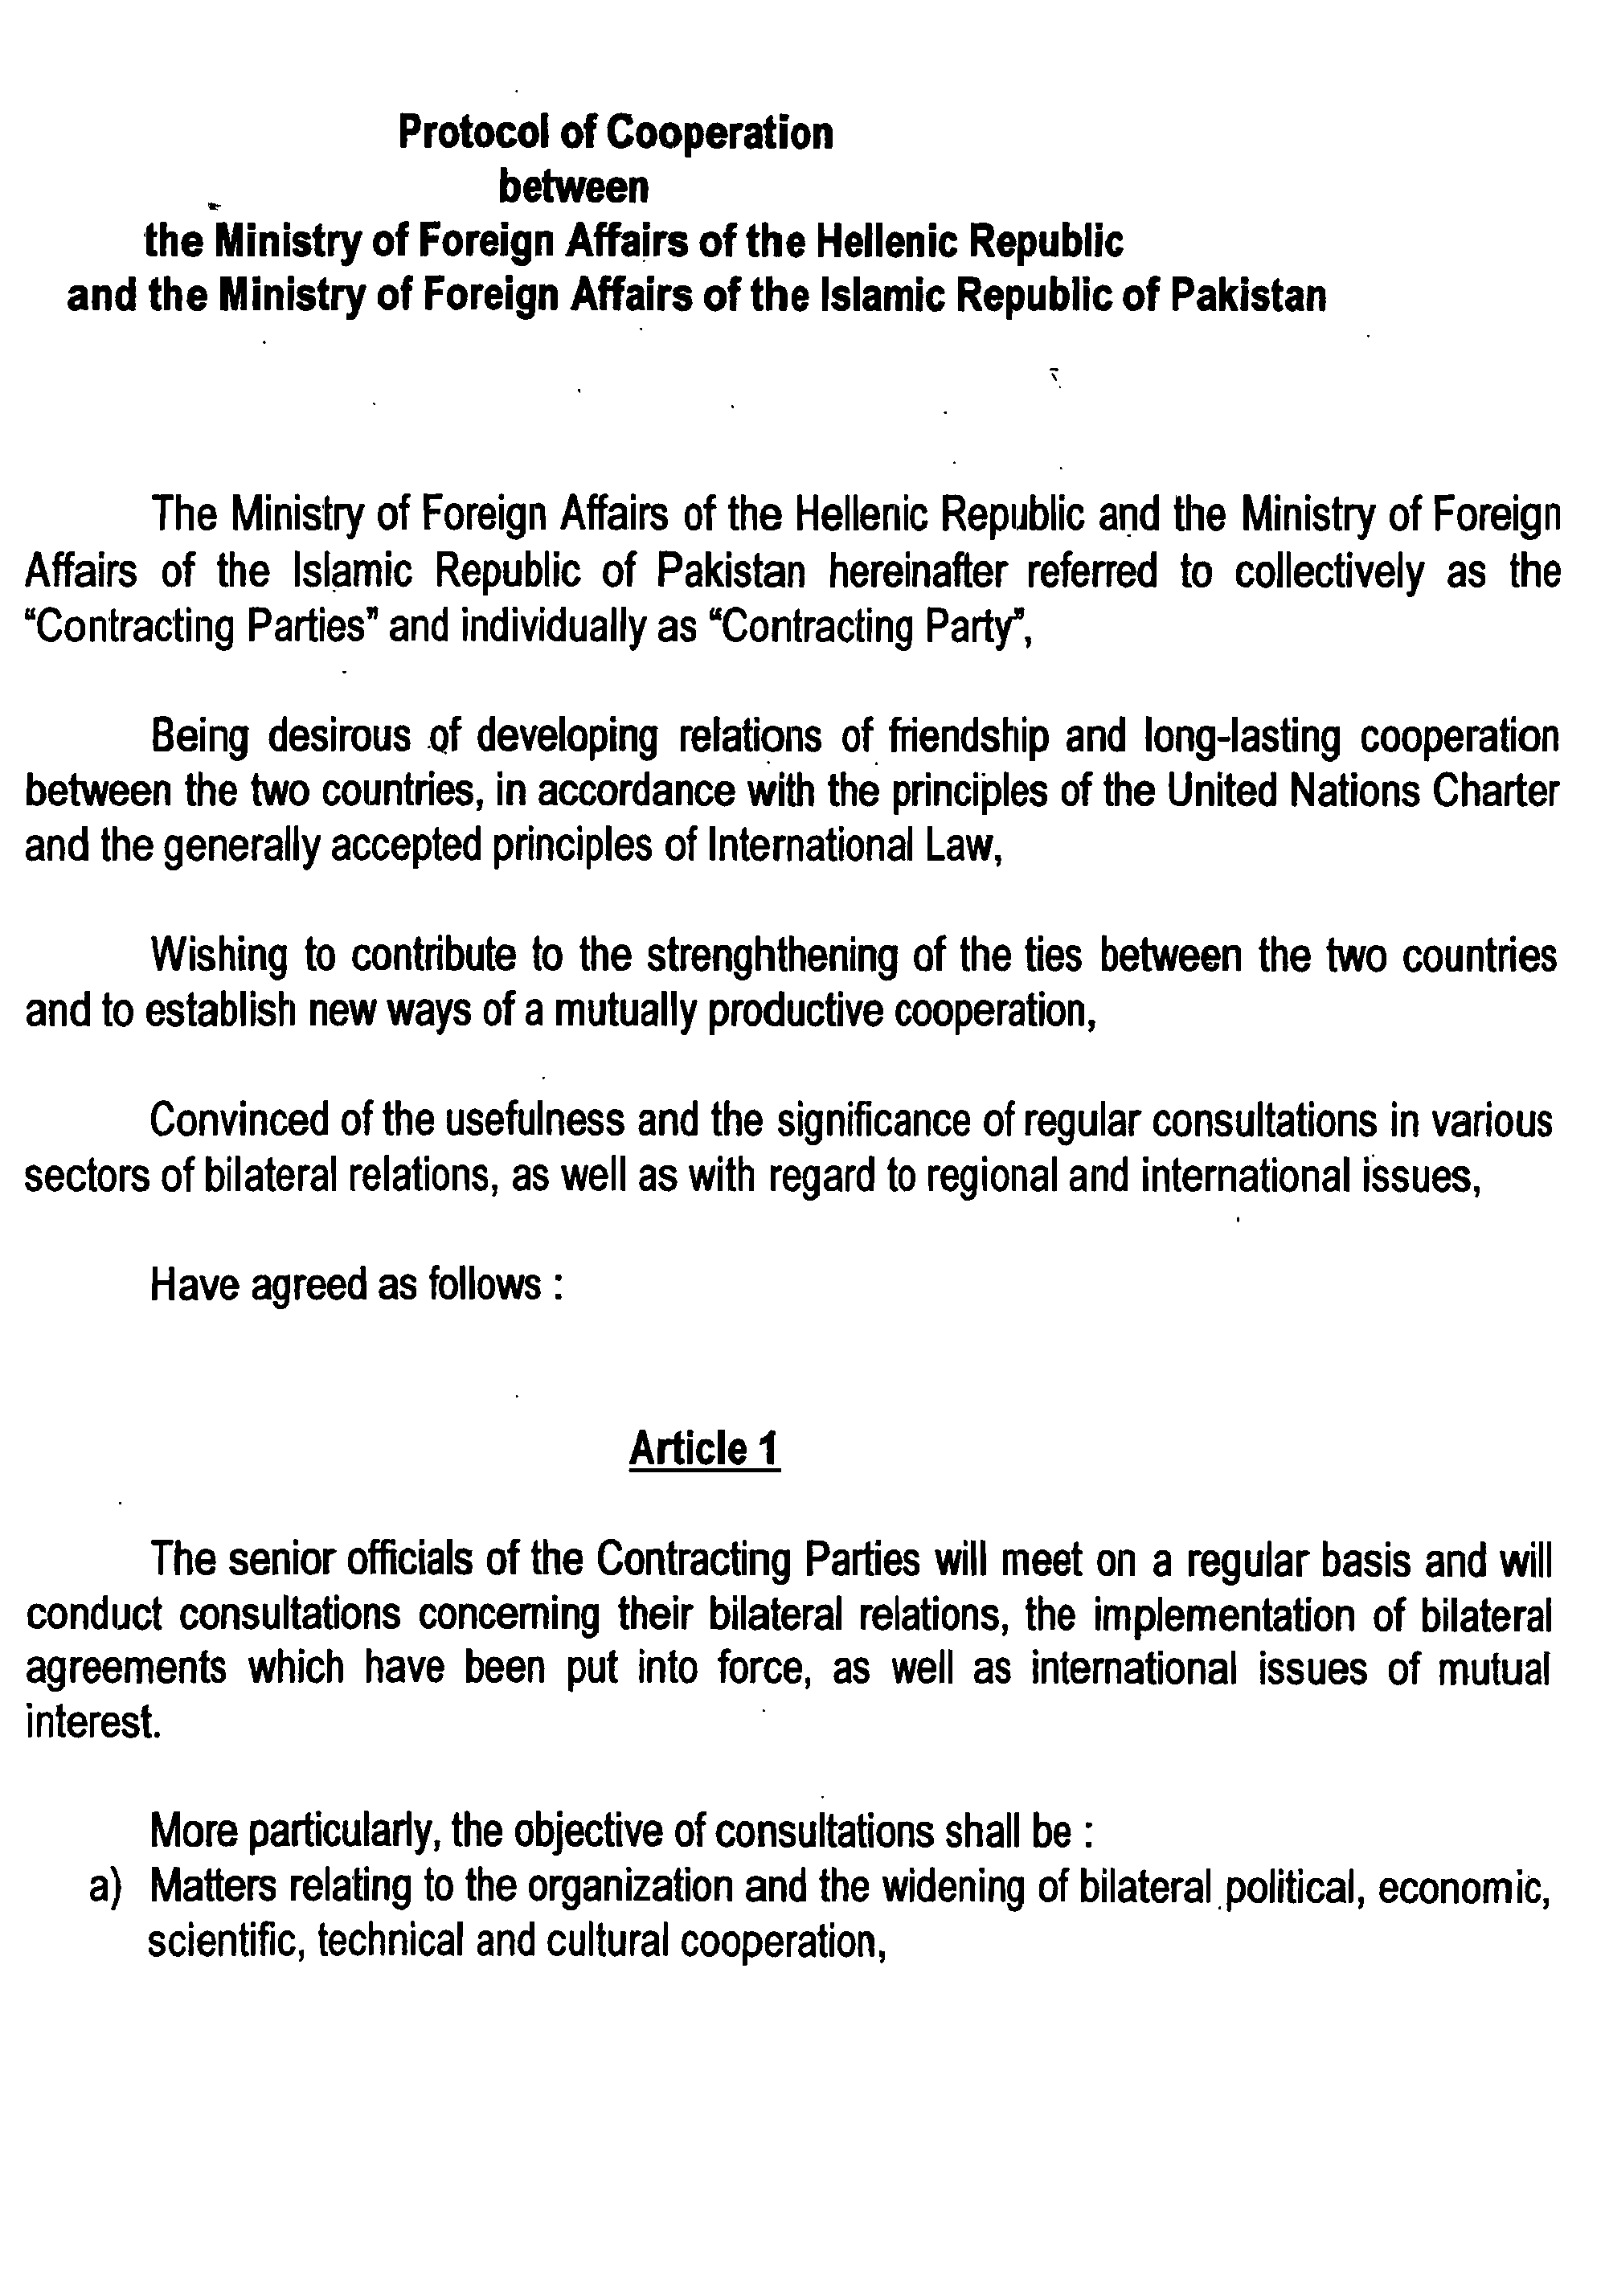 Protocol of Cooperation
between
the Ministry of Foreign Affairs of the Hellenic Republic
and the Ministry of Foreign Affairs of the Islamic Republic of Pakistan
The Ministry of Foreign Affairs of the Hellenic Republic and the Ministry of Foreign
Affairs of the Islamic Republic of Pakistan hereinafter referred to collectively as the
“Contracting Parties” and individually as “Contracting Party”,
Being desirous of developing relations of friendship and long-lasting cooperation
between the two countries, in accordance with the principles of the United Nations Charter
and the generally accepted principles of International Law,
Wishing to contribute to the strenghthening of the ties between the two countries
and to establish new ways of a mutually productive cooperation,
Convinced of the usefulness and the significance of regular consultations in various
sectors of bilateral relations, as well as with regard to regional and international issues,
Have agreed as follows :
Article 1
The senior officials of the Contracting Parties will meet on a regular basis and will
conduct consultations concerning their bilateral relations, the implementation of bilateral
agreements which have been put into force, as well as international issues of mutual
interest.
More particularly, the objective of consultations shall be :
a) Matters relating to the organization and the widening of bilateral political, economic,
scientific, technical and cultural cooperation,